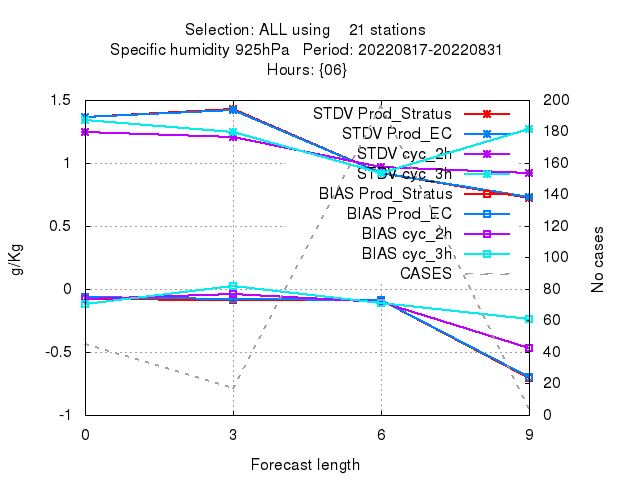 Selection: ALL using 21 stations
Specific humidity 925hPa Period: 20220817-20220831
Hours: {06}
STDV Prod_Stratus
STDV Prod_EC
STDV cyc_2h
STDV cyc_3h
BIAS Prod_Stratus
BIAS Prod_EC
BIAS cyc_2h
BIAS cyc_3h
CASES
1.5
1
0.5
0
-0.5
-1
200
180
160
140
120
100
80
60
40
20
0
g/Kg
No cases
0 3 6 9
Forecast length